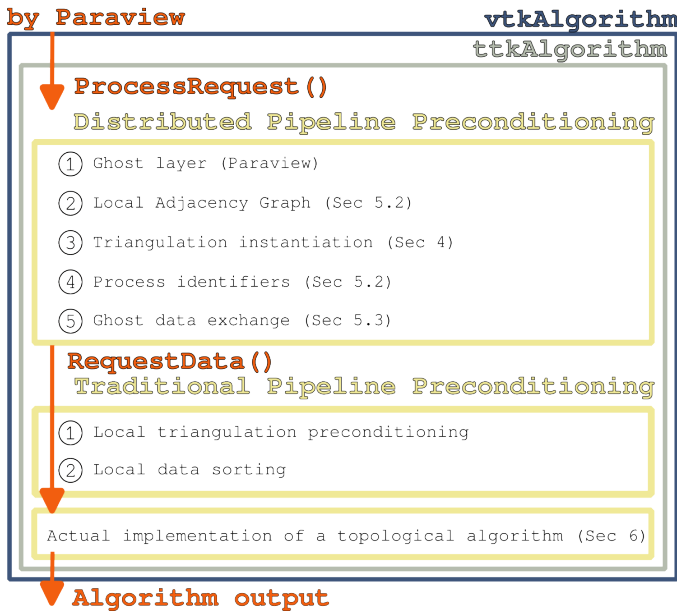 by Paraview
vtkAlgorithm
ttkAlgorithm
ProcessRequest()
Distributed Pipeline Preconditioning
1 Ghost layer (Paraview)
2 Local Adjacency Graph (Sec 5.2)
3 Triangulation instantiation (Sec 4)
4 Process identifiers (Sec 5.2)
5 Ghost data exchange (Sec 5.3)
RequestData()
Traditional Pipeline Preconditioning
1 Local triangulation preconditioning
2 Local data sorting
Actual implementation of a topological algorithm (Sec 6)
Algorithm output